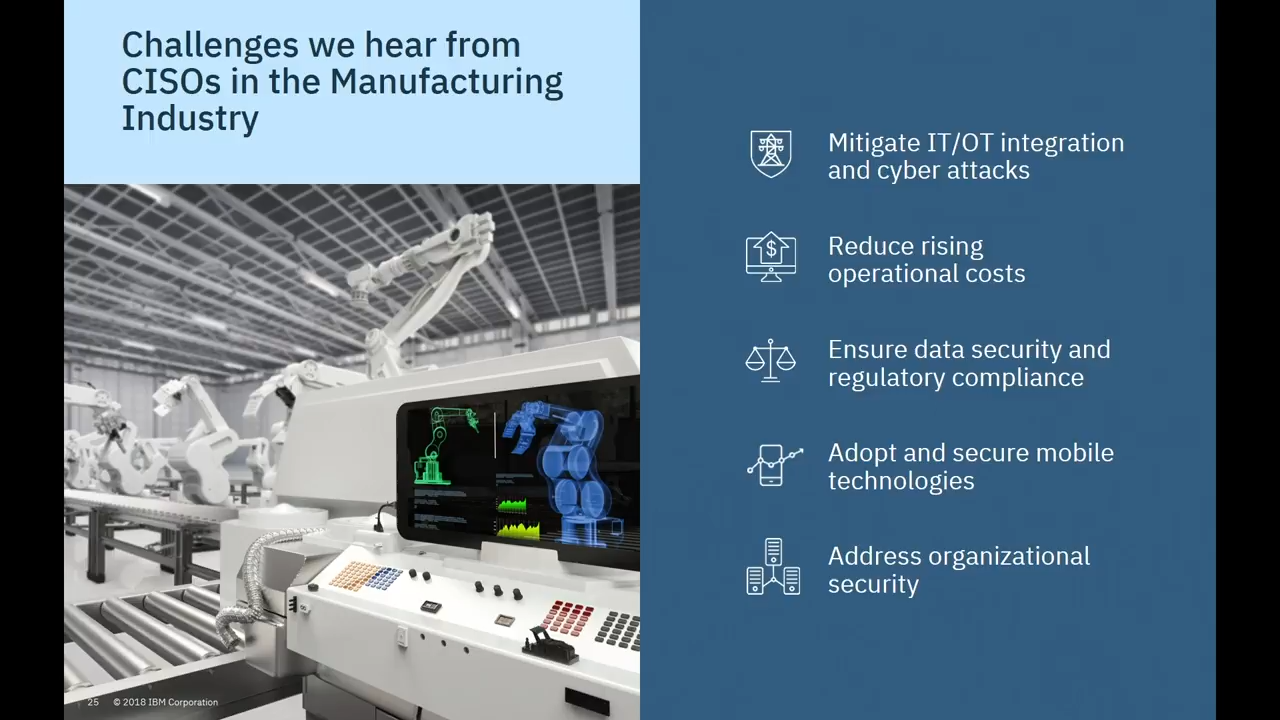 Challenges we hear from
CISOs in the Manufacturing
Industry
Mitigate IT/OT integration
and cyber attacks
Reduce rising
operational costs
Ensure data security and
regulatory compliance
Adopt and secure mobile
technologies
Address organizational
security
25 © 2018 IBM Corporation